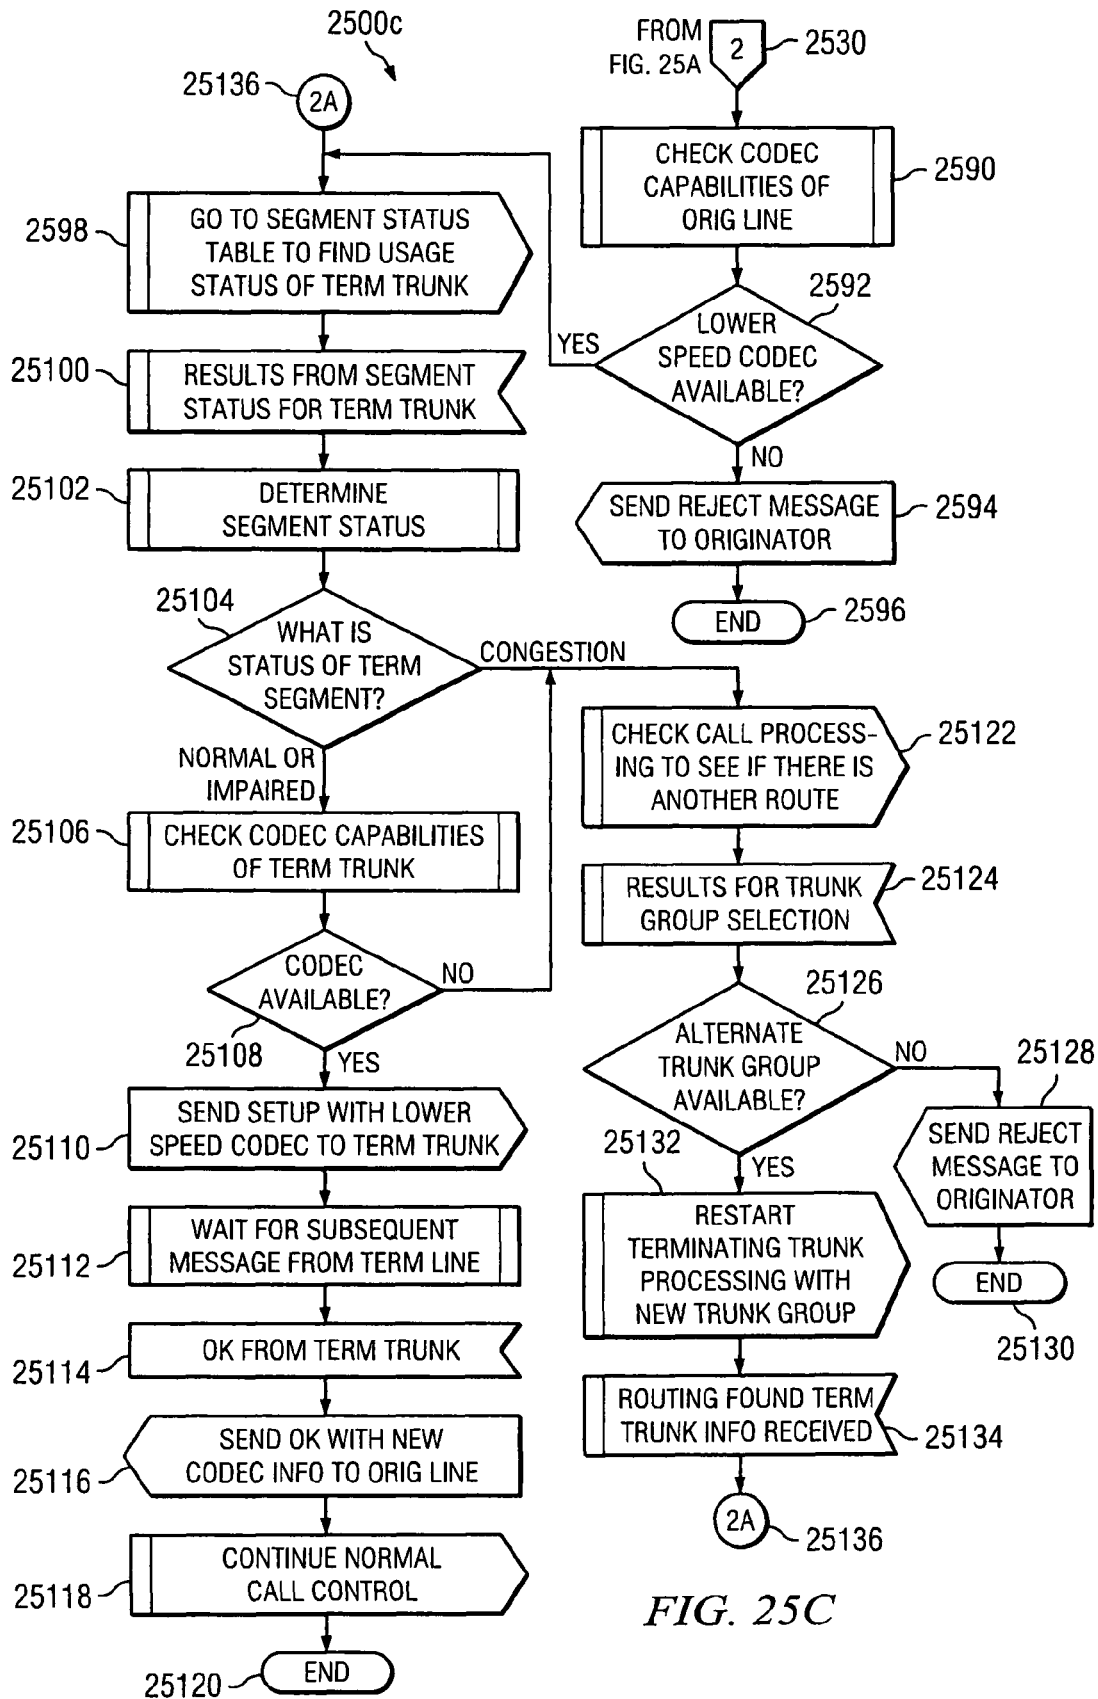 2500c
25136
2A
FROM
FIG. 25A
2
2530
CHECK CODEC
CAPABILITIES OF
ORIG LINE
2590
2598
GO TO SEGMENT STATUS
TABLE TO FIND USAGE
STATUS OF TERM TRUNK
2592
LOWER
SPEED CODEC
AVAILABLE?
YES
NO
25100
RESULTS FROM SEGMENT
STATUS FOR TERM TRUNK
25102
DETERMINE
SEGMENT STATUS
SEND REJECT MESSAGE
TO ORIGINATOR
2594
END
2596
25104
WHAT IS
STATUS OF TERM
SEGMENT?
CONGESTION
NORMAL OR
IMPAIRED
25106
CHECK CODEC CAPABILITIES
OF TERM TRUNK
CODEC
AVAILABLE?
NO
25108
YES
25110
SEND SETUP WITH LOWER
SPEED CODEC TO TERM TRUNK
25112
WAIT FOR SUBSEQUENT
MESSAGE FROM TERM LINE
25114
OK FROM TERM TRUNK
25116
SEND OK WITH NEW
CODEC INFO TO ORIG LINE
25118
CONTINUE NORMAL
CALL CONTROL
25120
END
CHECK CALL PROCESS-
ING TO SEE IF THERE IS
ANOTHER ROUTE
25122
RESULTS FOR TRUNK
GROUP SELECTION
25124
25126
ALTERNATE
TRUNK GROUP
AVAILABLE?
NO
25128
SEND REJECT
MESSAGE TO
ORIGINATOR
END
25130
25132
YES
RESTART
TERMINATING TRUNK
PROCESSING WITH
NEW TRUNK GROUP
ROUTING FOUND TERM
TRUNK INFO RECEIVED
25134
2A
25136
FIG. 25C